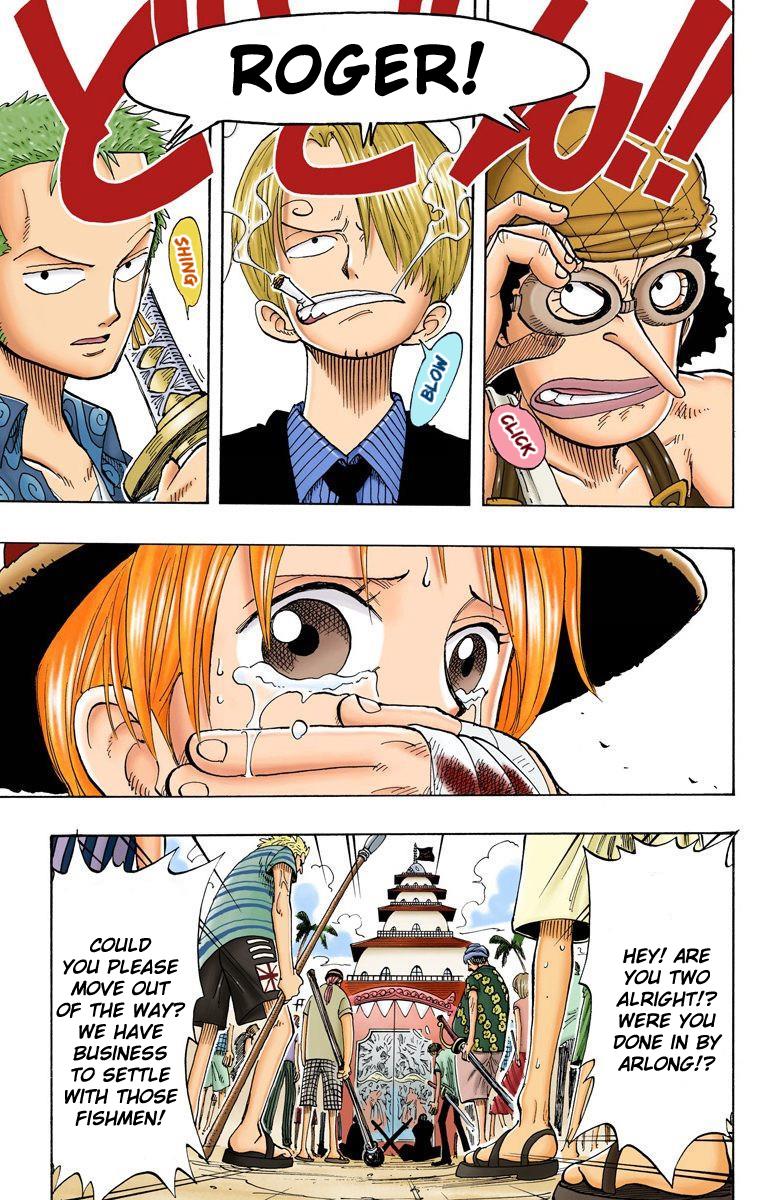 ROGER!
どどん!!
SHING
BLOW
CLICK
HEY! ARE
YOU TWO
ALRIGHT!?
WERE YOU
DONE IN BY
ARLONG!?
COULD
YOU PLEASE
MOVE OUT
OF THE WAY?
WE HAVE
BUSINESS
TO SETTLE
WITH THOSE
FISHMEN!